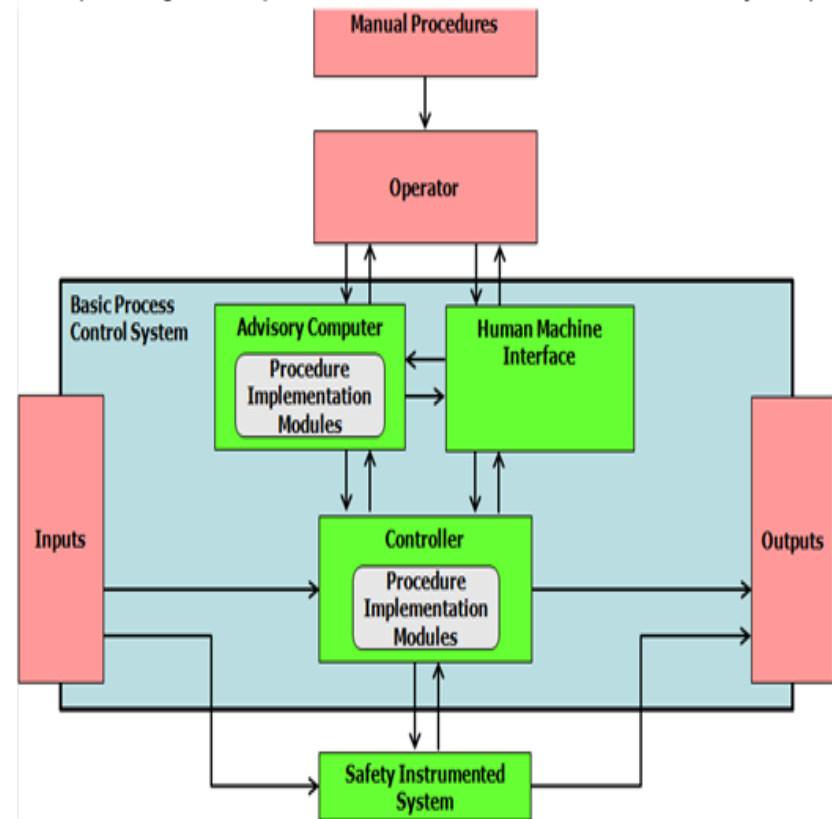 Manual Procedures
Operator
Basic Process
Control System
Advisory Computer
Procedure
Implementation
Modules
Human Machine
Interface
Inputs
Controller
Procedure
Implementation
Modules
Outputs
Safety Instrumented
System